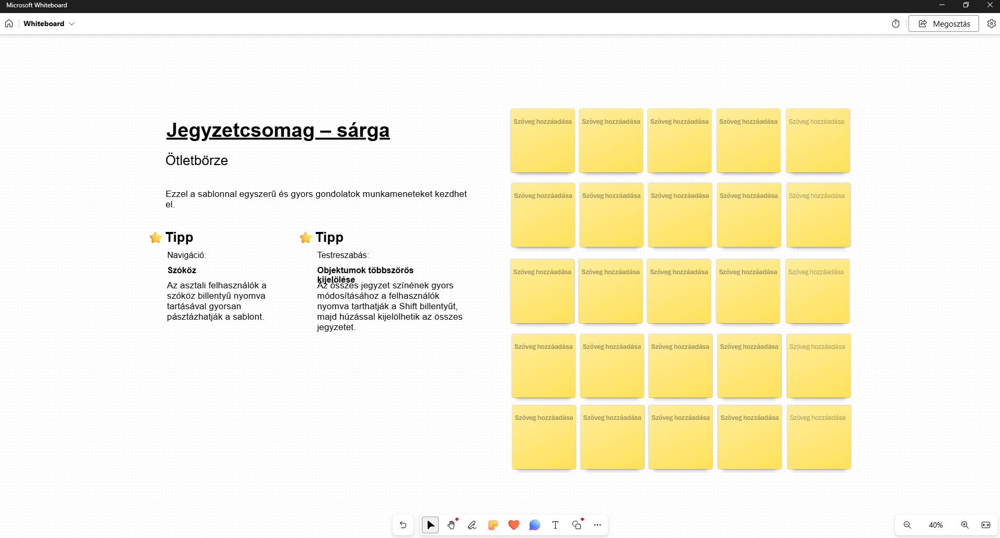 Microsoft Whiteboard
Whiteboard
Megosztás
Jegyzetcsomag – sárga
Ötletbörze
Ezzel a sablonnal egyszerű és gyors gondolatok munkameneteket kezdhet
el.
Tipp
Navigáció:
Szóköz
Az asztali felhasználók a
szóköz billentyű nyomva
tartásával gyorsan
pásztázhatják a sablont.
Tipp
Testreszabás:
Objektumok többszörös
kijelölése
Az összes jegyzet színének gyors
módosításához a felhasználók
nyomva tarthatják a Shift billentyűt,
majd húzással kijelölhetik az összes
jegyzetet.
Szöveg hozzáadása Szöveg hozzáadása Szöveg hozzáadása Szöveg hozzáadása Szöveg hozzáadása
Szöveg hozzáadása Szöveg hozzáadása Szöveg hozzáadása Szöveg hozzáadása Szöveg hozzáadása
Szöveg hozzáadása Szöveg hozzáadása Szöveg hozzáadása Szöveg hozzáadása Szöveg hozzáadása
Szöveg hozzáadása Szöveg hozzáadása Szöveg hozzáadása Szöveg hozzáadása Szöveg hozzáadása
Szöveg hozzáadása Szöveg hozzáadása Szöveg hozzáadása Szöveg hozzáadása Szöveg hozzáadása
40%